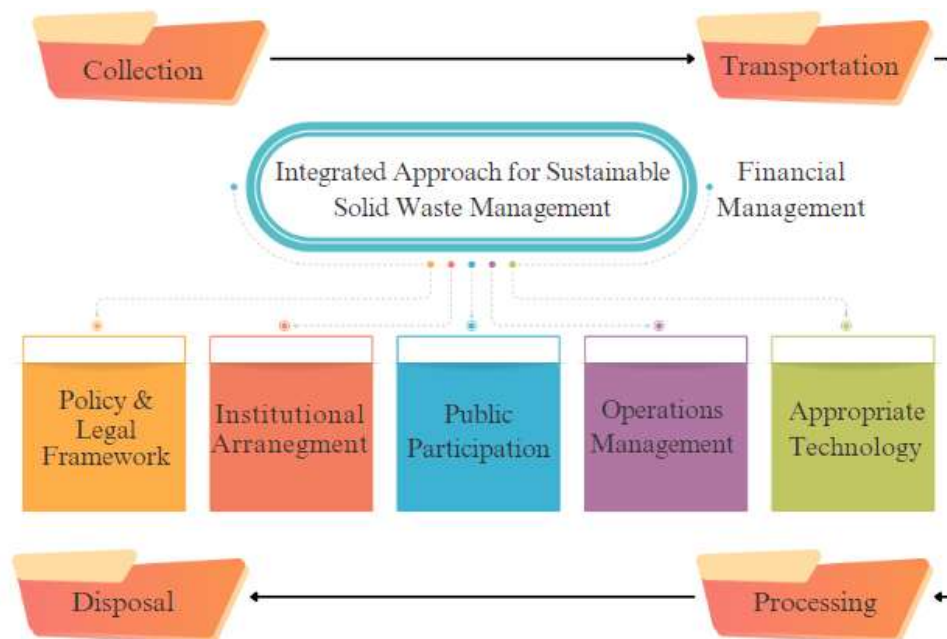 Collection
Transportation
Integrated Approach for Sustainable
Solid Waste Management
Financial
Management
Policy &
Legal
Framework
Institutional
Arranegment
Public
Participation
Operations
Management
Appropriate
Technology
Disposal
Processing